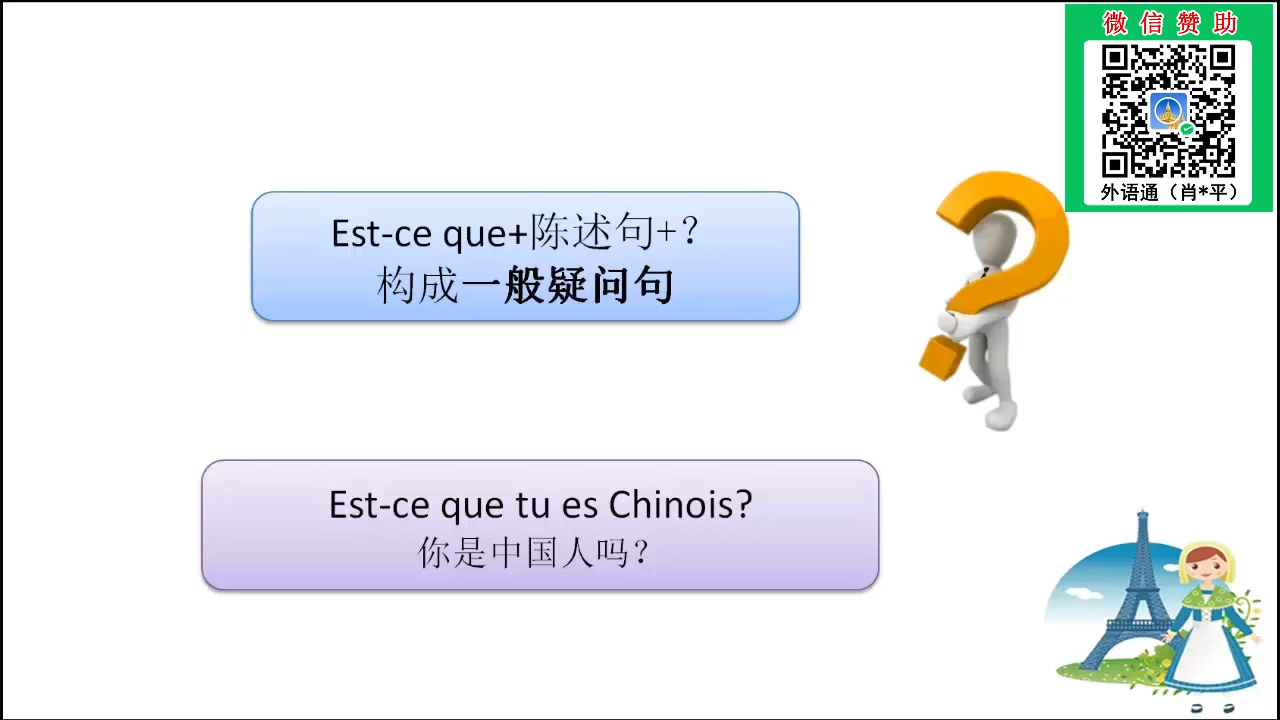 微信赞助
外语通（肖*平）
Est-ce que+陈述句+?
构成一般疑问句
Est-ce que tu es Chinois?
你是中国人吗?